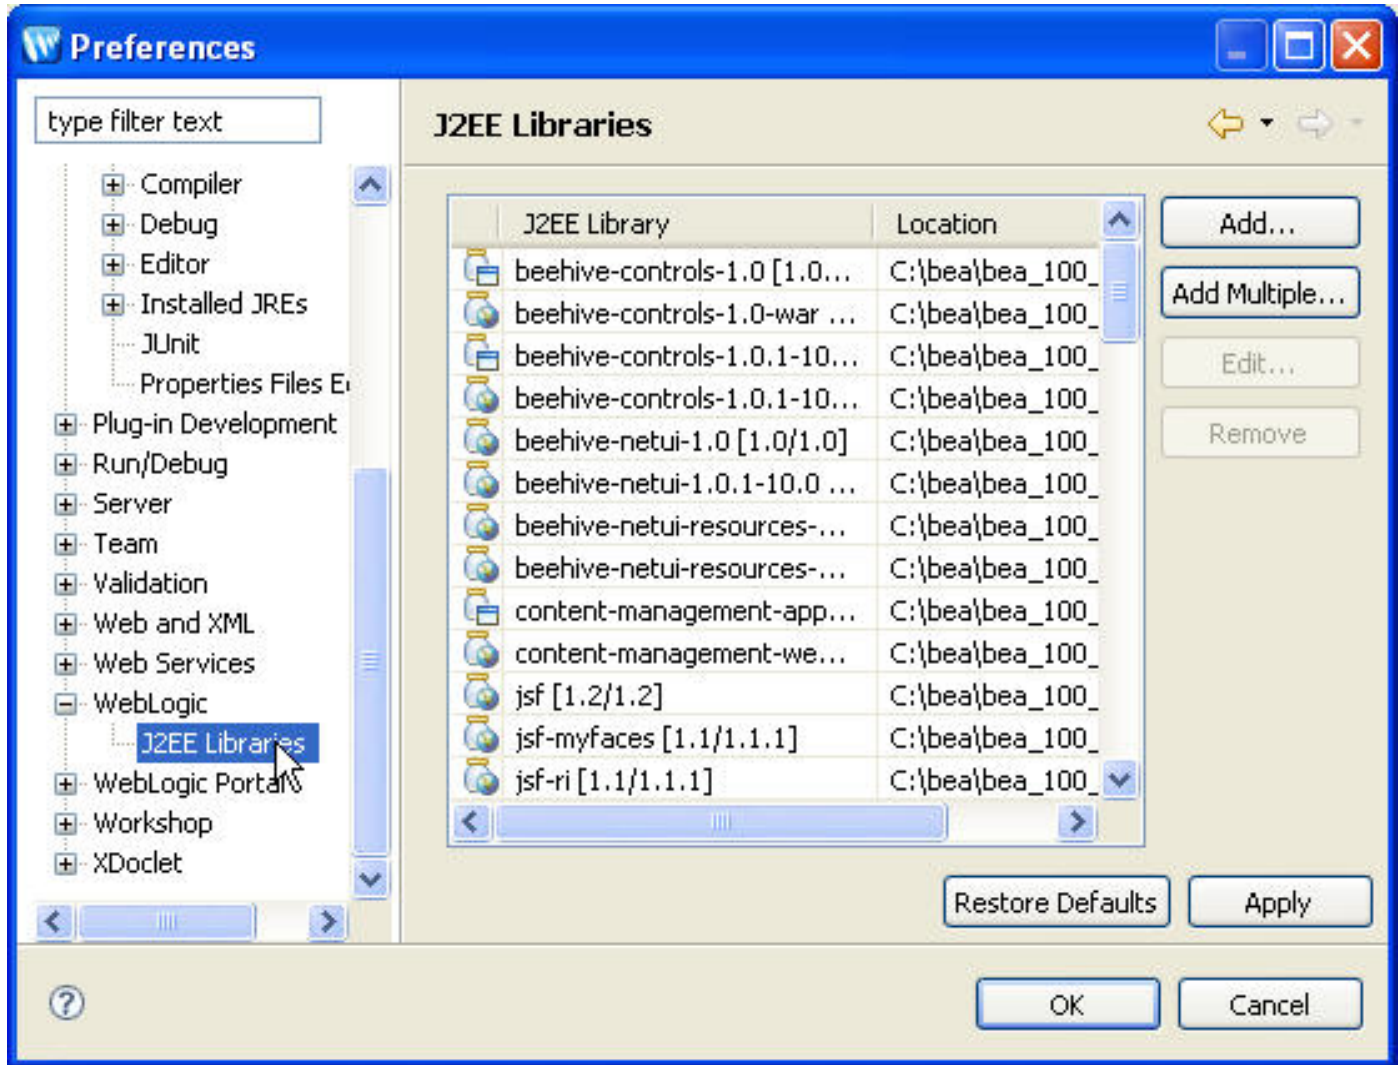 Preferences
type filter text
Compiler
Debug
Editor
Installed JREs
JUnit
Properties Files E
Plug-in Development
Run/Debug
Server
Team
Validation
Web and XML
Web Services
WebLogic
J2EE Libraries
WebLogic Portal
Workshop
XDoclet
J2EE Libraries
J2EE Library Location
beehive-controls-1.0 [1.0... C:\bea\bea_100_
beehive-controls-1.0-war ... C:\bea\bea_100_
beehive-controls-1.0.1-10... C:\bea\bea_100_
beehive-controls-1.0.1-10... C:\bea\bea_100_
beehive-netui-1.0 [1.0/1.0] C:\bea\bea_100_
beehive-netui-1.0.1-10.0 ... C:\bea\bea_100_
beehive-netui-resources-... C:\bea\bea_100_
beehive-netui-resources-... C:\bea\bea_100_
content-management-app... C:\bea\bea_100_
content-management-we... C:\bea\bea_100_
jsf [1.2/1.2] C:\bea\bea_100_
jsf-myfaces [1.1/1.1.1] C:\bea\bea_100_
jsf-ri [1.1/1.1.1] C:\bea\bea_100_
Add...
Add Multiple...
Edit...
Remove
Restore Defaults
Apply
OK
Cancel